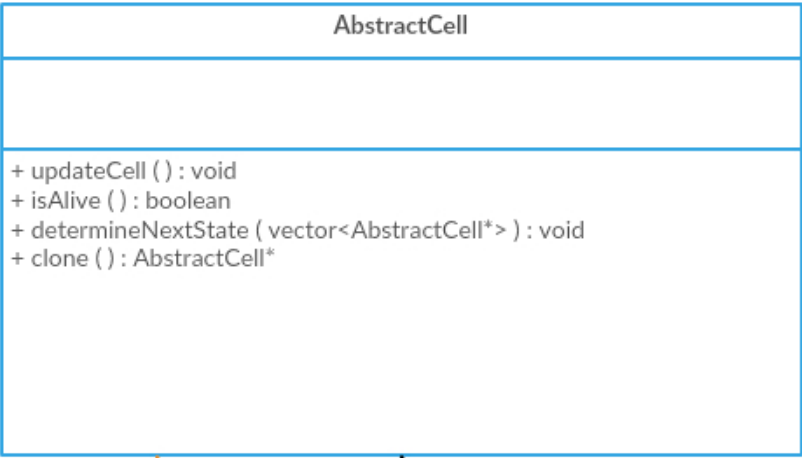 AbstractCell
+ updateCell ( ) : void
+ isAlive ( ) : boolean
+ determineNextState ( vector<AbstractCell*> ) : void
+ clone ( ) : AbstractCell*